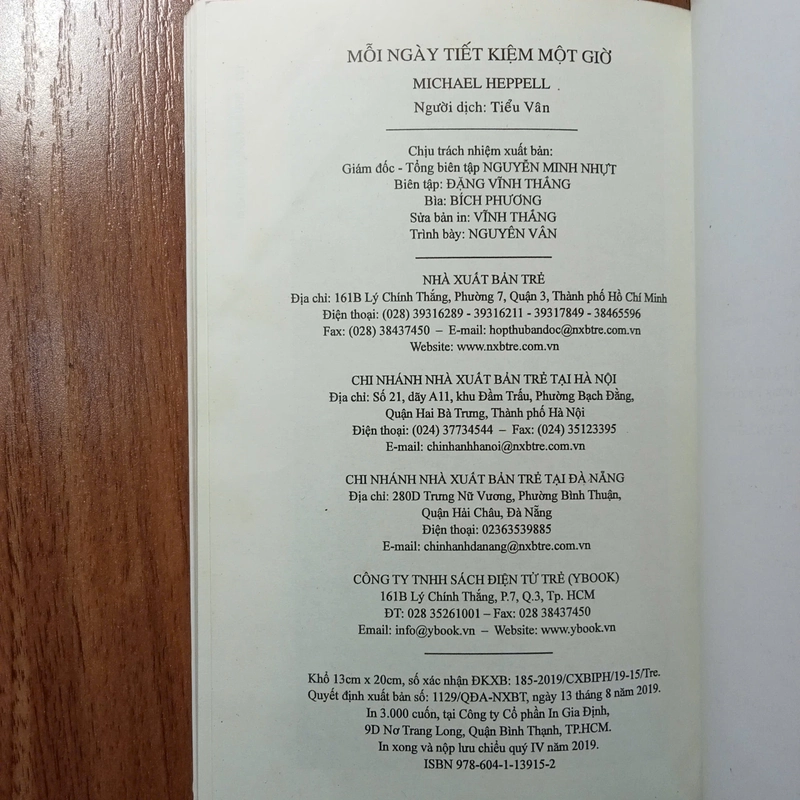 MỖI NGÀY TIẾT KIỆM MỘT GIỜ
MICHAEL HEPPELL
Người dịch: Tiểu Vân
Chịu trách nhiệm xuất bản:
Giám đốc - Tổng biên tập NGUYỄN MINH NHỰT
Biên tập: ĐẶNG VĨNH THẮNG
Bìa: BÍCH PHƯƠNG
Sửa bản in: VĨNH THẮNG
Trình bày: NGUYÊN VÂN
NHÀ XUẤT BẢN TRẺ
Địa chỉ: 161B Lý Chính Thắng, Phường 7, Quận 3, Thành phố Hồ Chí Minh
Điện thoại: (028) 39316289 - 39316211 - 39317849 - 38465596
Fax: (028) 38437450 – E-mail: hopthubandoc@nxbtre.com.vn
Website: www.nxbtre.com.vn
CHI NHÁNH NHÀ XUẤT BẢN TRẺ TẠI HÀ NỘI
Địa chỉ: Số 21, dãy A11, khu Đầm Trấu, Phường Bạch Đằng,
Quận Hai Bà Trưng, Thành phố Hà Nội
Điện thoại: (024) 37734544 – Fax: (024) 35123395
E-mail: chinhanhhanoi@nxbtre.com.vn
CHI NHÁNH NHÀ XUẤT BẢN TRẺ TẠI ĐÀ NẴNG
Địa chỉ: 280D Trưng Nữ Vương, Phường Bình Thuận,
Quận Hải Châu, Đà Nẵng
Điện thoại: 02363539885
E-mail: chinhanhdanang@nxbtre.com.vn
CÔNG TY TNHH SÁCH ĐIỆN TỬ TRẺ (YBOOK)
161B Lý Chính Thắng, P.7, Q.3, Tp. HCM
ĐT: 028 35261001 – Fax: 028 38437450
Email: info@ybook.vn – Website: www.ybook.vn
Khổ 13cm x 20cm, số xác nhận ĐKXB: 185-2019/CXBIPH/19-15/Tre.
Quyết định xuất bản số: 1129/QĐA-NXBT, ngày 13 tháng 8 năm 2019.
In 3.000 cuốn, tại Công ty Cổ phần In Gia Định,
9D Nơ Trang Long, Quận Bình Thạnh, TP.HCM.
In xong và nộp lưu chiểu quý IV năm 2019.
ISBN 978-604-1-13915-2